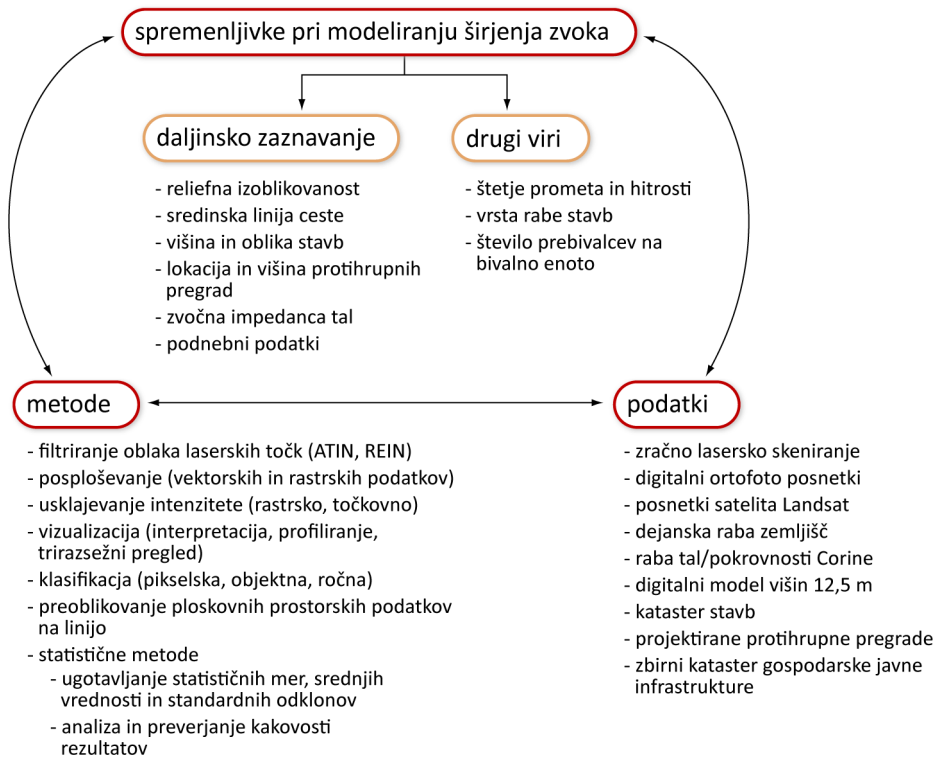 spremenljivke pri modeliranju širjenja zvoka
daljinsko zaznavanje
- reliefna izoblikovanost
- sredinska linija ceste
- višina in oblika stavb
- lokacija in višina protihrupnih
pregrad
- zvočna impedanca tal
- podnebni podatki
drugi viri
- štetje prometa in hitrosti
- vrsta rabe stavb
- število prebivalcev na
bivalno enoto
metode
- filtriranje oblaka laserskih točk (ATIN, REIN)
- posploševanje (vektorskih in rastrskih podatkov)
- usklajevanje intenzitete (rastrsko, točkovno)
- vizualizacija (interpretacija, profiliranje,
trirazsežni pregled)
- klasifikacja (pikselska, objektna, ročna)
- preoblikovanje ploskovnih prostorskih podatkov
na linijo
- statistične metode
- ugotavljanje statističnih mer, srednjih
vrednosti in standardnih odklonov
- analiza in preverjanje kakovosti
rezultatov
podatki
- zračno lasersko skeniranje
- digitalni ortofoto posnetki
- posnetki satelita Landsat
- dejanska raba zemljišč
- raba tal/pokrovnosti Corine
- digitalni model višin 12,5 m
- kataster stavb
- projektirane protihrupne pregrade
- zbirni kataster gospodarske javne
infrastrukture